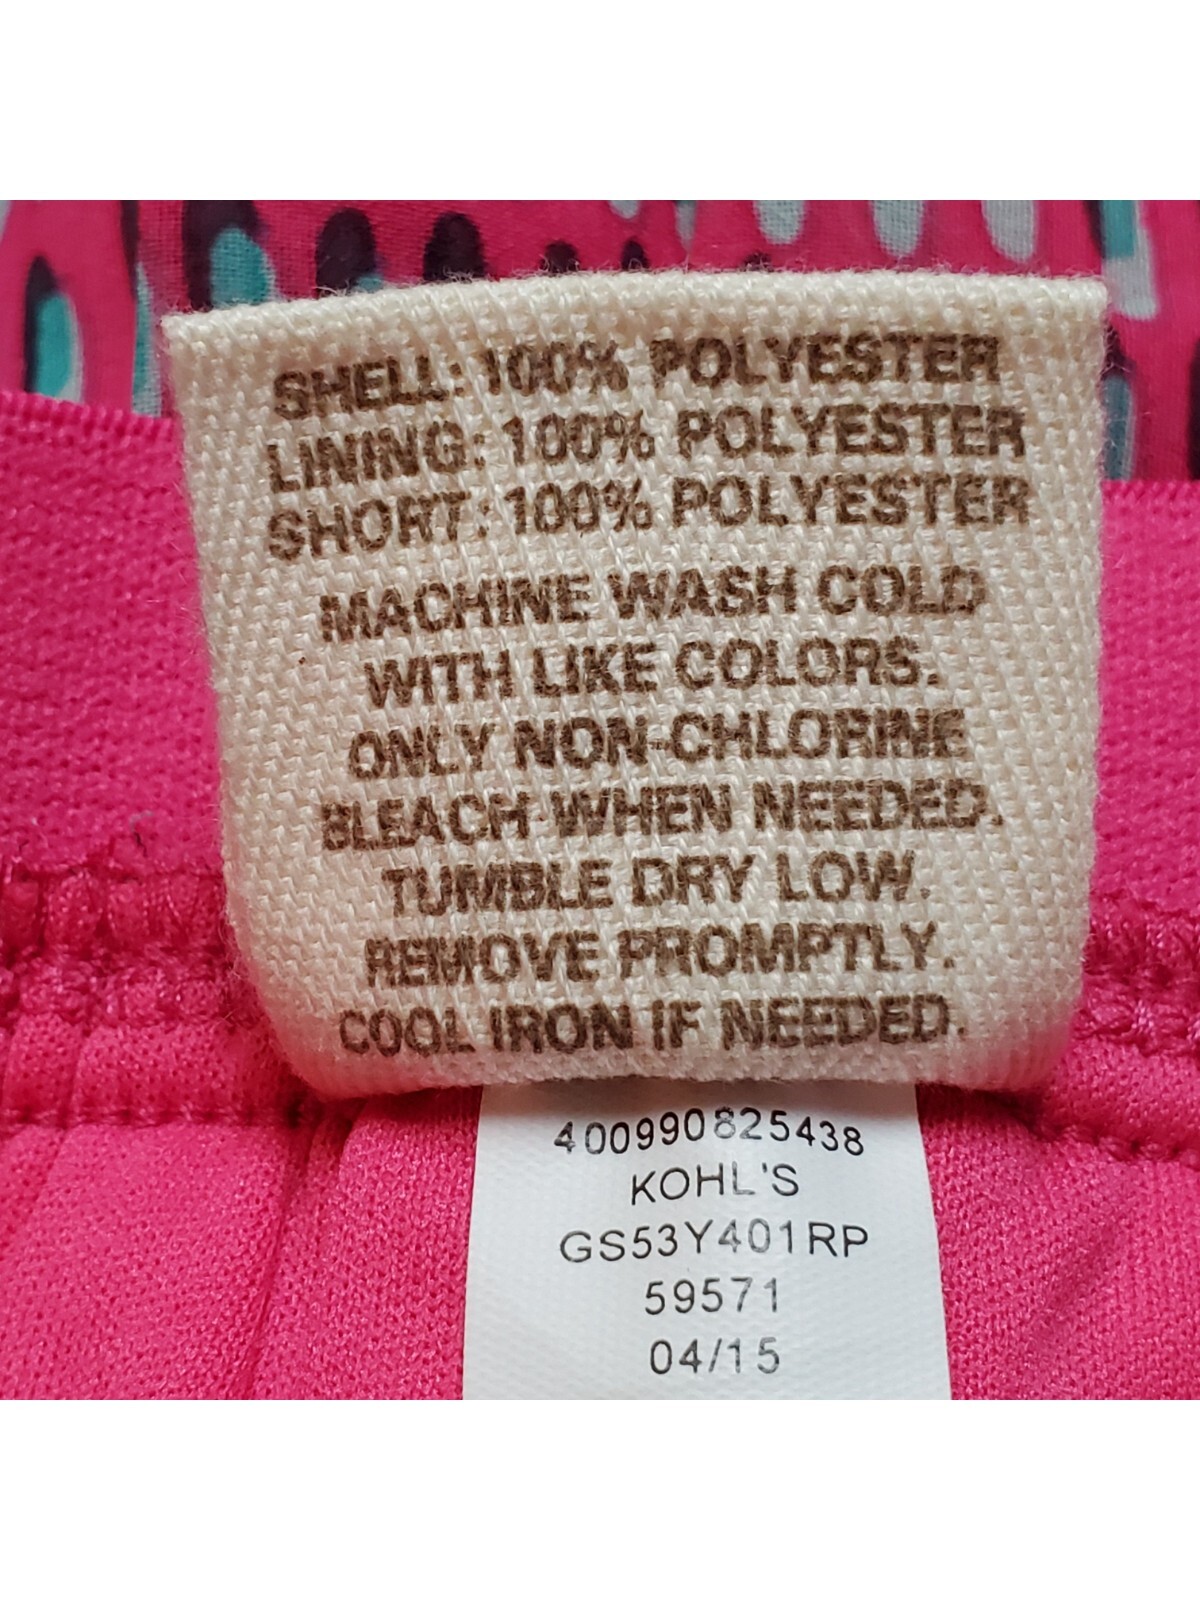 SHELL: 100% POLYESTER
LINING: 100% POLYESTER
SHORT: 100% POLYESTER
MACHINE WASH COLD
WITH LIKE COLORS.
ONLY NON-CHLORINE
BLEACH WHEN NEEDED.
TUMBLE DRY LOW.
REMOVE PROMPTLY.
COOL IRON IF NEEDED.
400990825438
KOHL'S
GS53Y401RP
59571
04/15